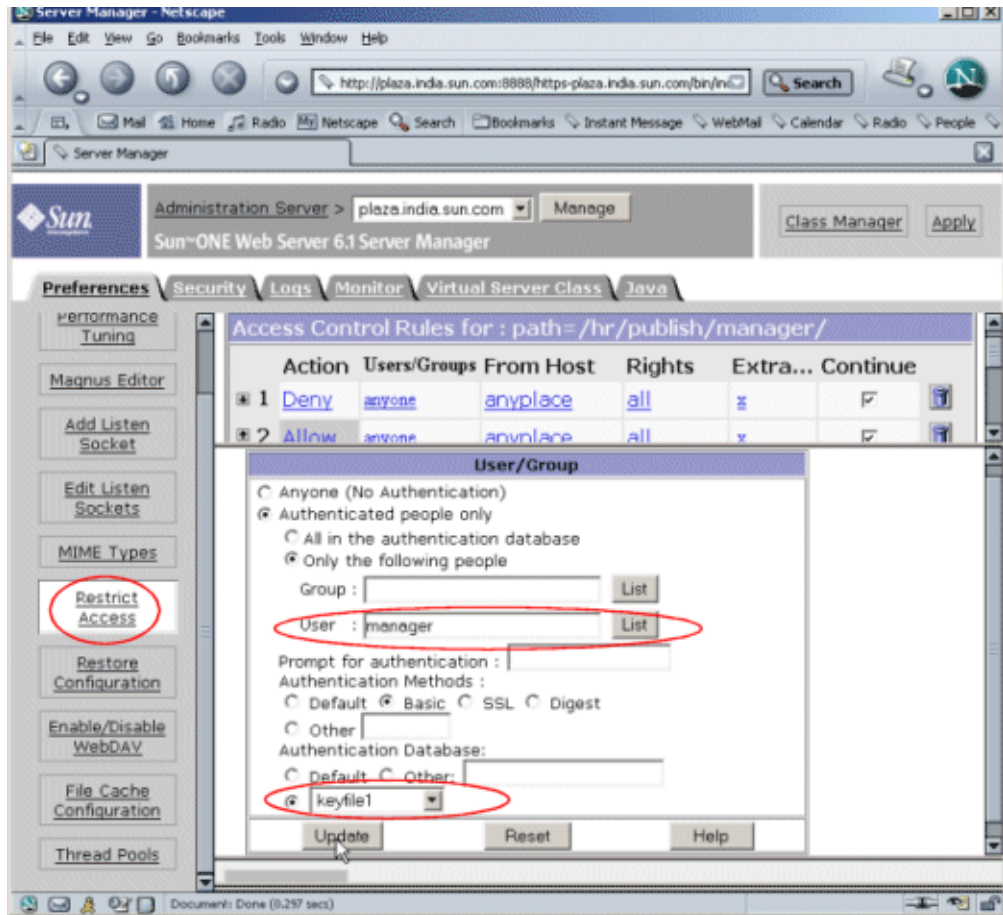 Server Manager - Netscape
File Edit View Go Bookmarks Tools Window Help
http://plaza.india.sun.com:8888/https-plaza.india.sun.com/bin/in
Search
Mail Home Radio My Netscape Search Bookmarks Instant Message WebMail Calendar Radio People
Server Manager
Sun
Administration Server > plaza.india.sun.com Manage
Class Manager Apply
Sun ONE Web Server 6.1 Server Manager
Preferences Security Logs Monitor Virtual Server Class Java
Performance
Tuning
Magnus Editor
Add Listen
Socket
Edit Listen
Sockets
MIME Types
Restrict
Access
Restore
Configuration
Enable/Disable
WebDAV
File Cache
Configuration
Thread Pools
Access Control Rules for : path=/hr/publish/manager/
Action Users/Groups From Host Rights Extra... Continue
1 Deny anyone anyplace all x
2 Allow anyone anyplace all x
User/Group
Anyone (No Authentication)
Authenticated people only
All in the authentication database
Only the following people
Group : List
User : manager List
Prompt for authentication :
Authentication Methods :
Default Basic SSL Digest
Other
Authentication Database:
Default Other:
keyfile1
Update Reset Help
Document: Done (0.297 secs)